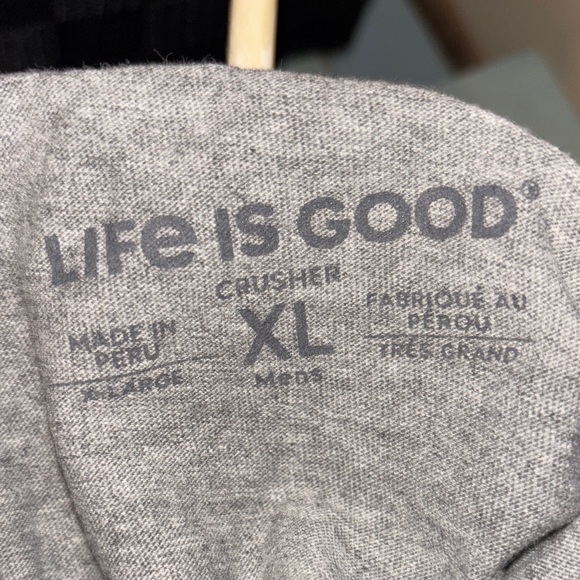 LIFe IS GOOD®
CRUSHER
MADE IN
PERU
X-LARGE
XL
Mens
FABRIQUÉ AU
PÉROU
TRÈS GRAND